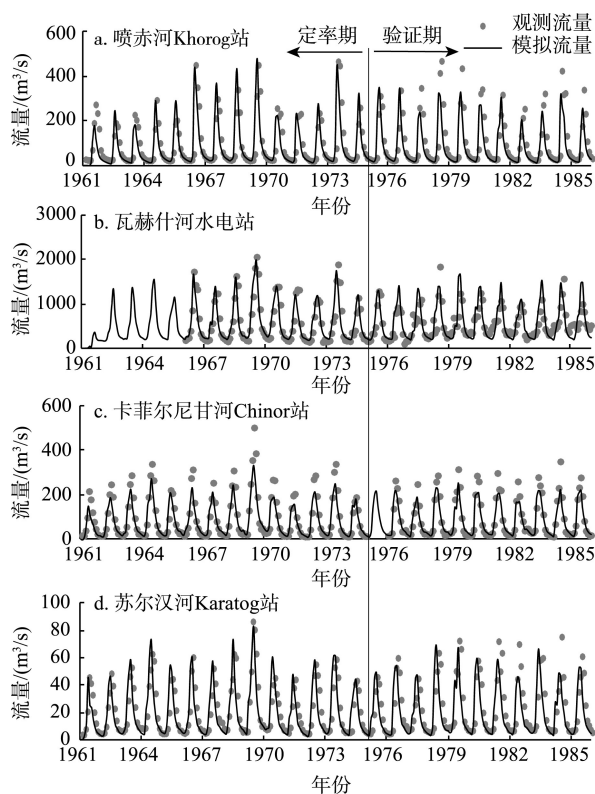 观测流量
模拟流量
a. 喷赤河Khorog站
定率期 验证期
流量/(m³/s)
600
400
200
0
1961 1964 1967 1970 1973 1976 1979 1982 1985
年份
b. 瓦赫什河水电站
流量/(m³/s)
3000
2000
1000
0
1961 1964 1967 1970 1973 1976 1979 1982 1985
年份
c. 卡菲尔尼甘河Chinor站
流量/(m³/s)
600
400
200
0
1961 1964 1967 1970 1973 1976 1979 1982 1985
年份
d. 苏尔汉河Karatog站
流量/(m³/s)
100
80
60
40
20
0
1961 1964 1967 1970 1973 1976 1979 1982 1985
年份